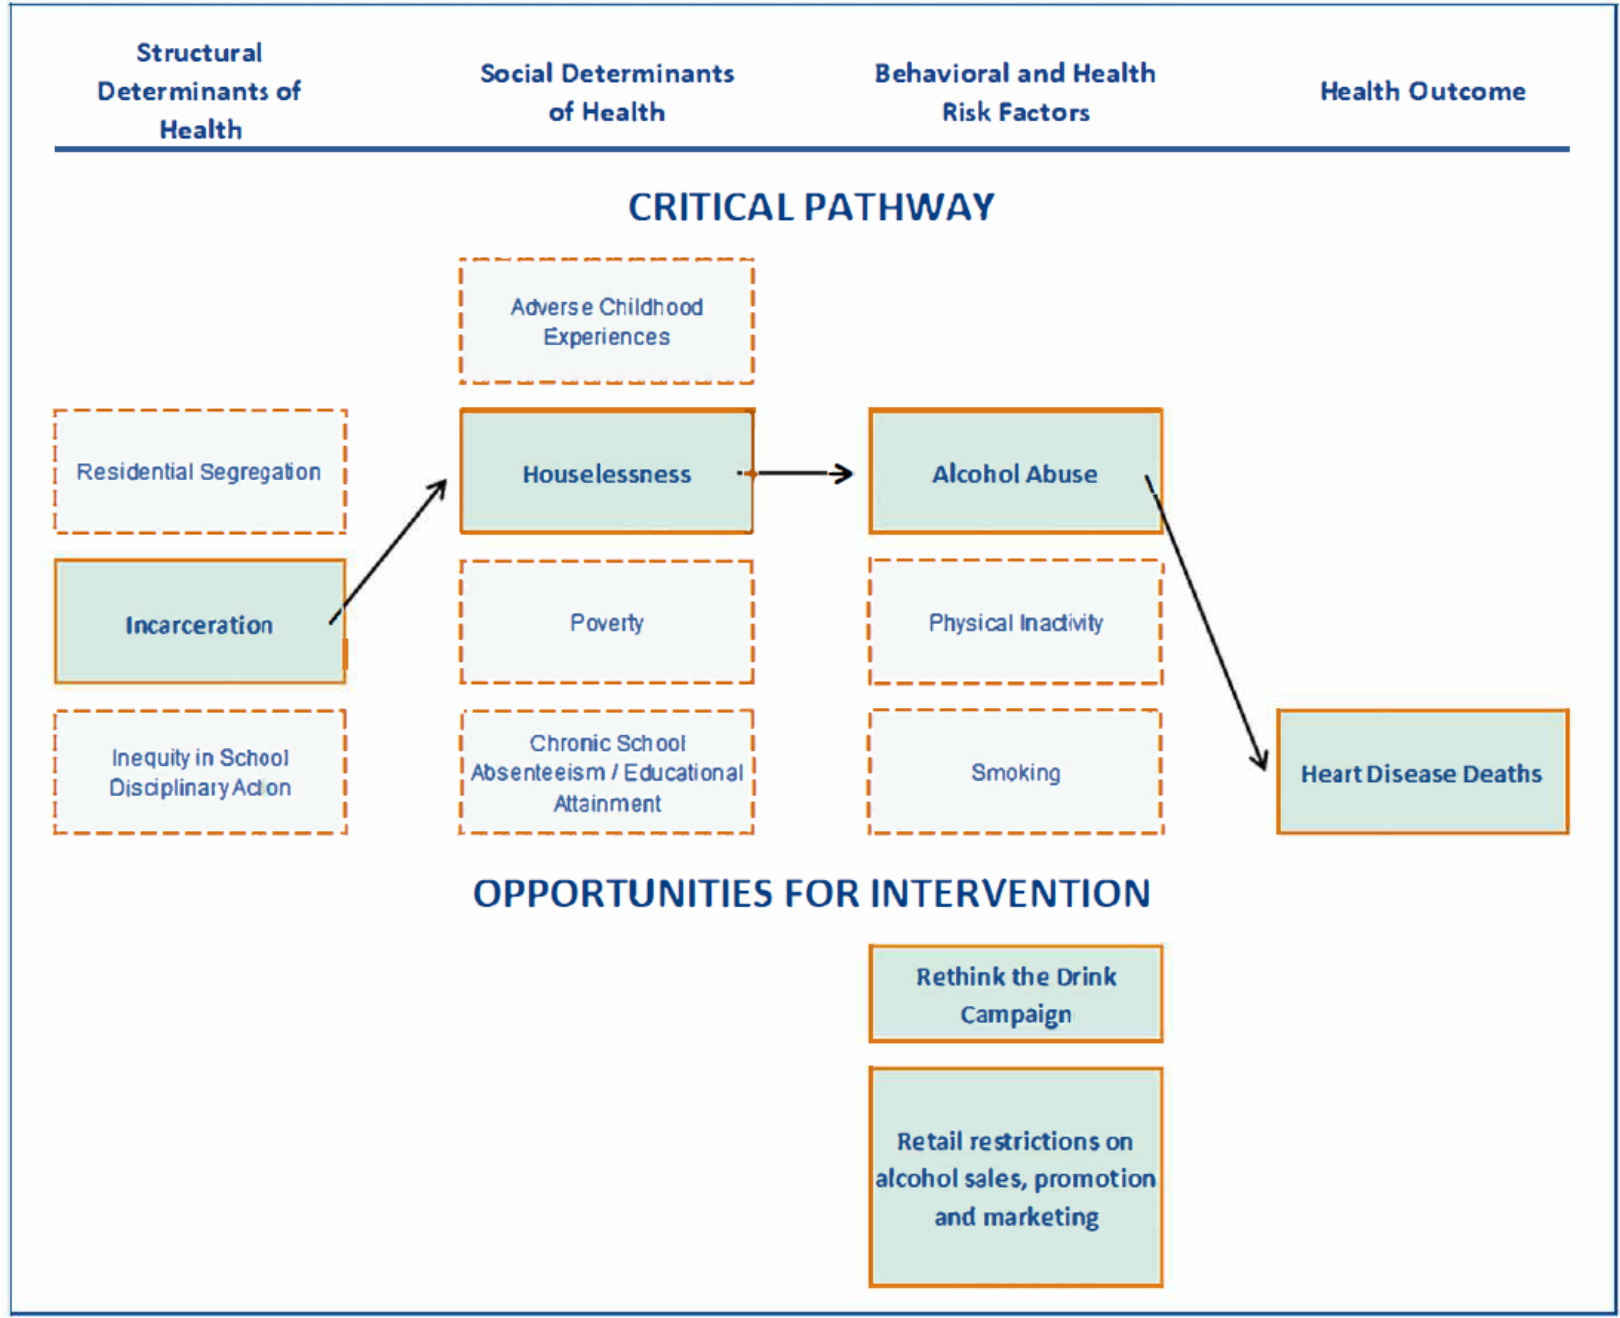 Structural
Determinants of
Health
Social Determinants
of Health
Behavioral and Health
Risk Factors
Health Outcome
CRITICAL PATHWAY
Adverse Childhood
Experiences
Residential Segregation
Houselessness
Alcohol Abuse
Incarceration
Poverty
Physical Inactivity
Inequity in School
Disciplinary Action
Chronic School
Absenteeism / Educational
Attainment
Smoking
Heart Disease Deaths
OPPORTUNITIES FOR INTERVENTION
Rethink the Drink
Campaign
Retail restrictions on
alcohol sales, promotion
and marketing